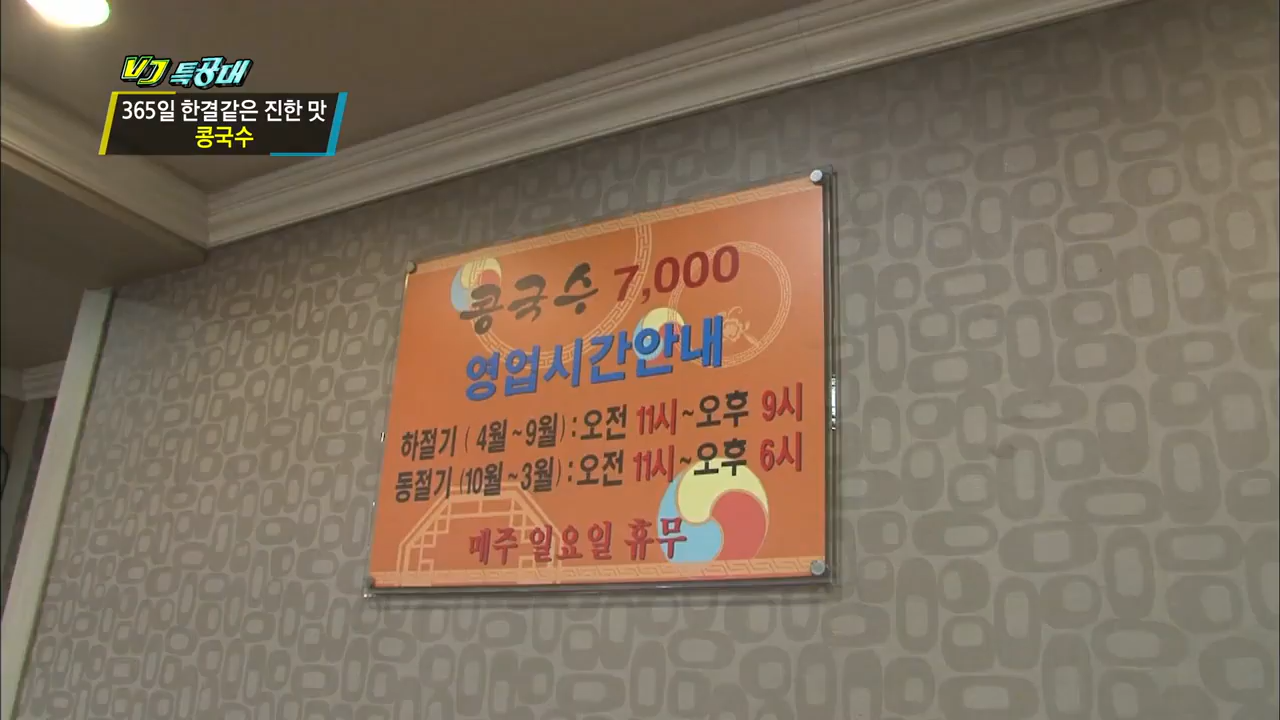 VJ 특공대
365일 한결같은 진한 맛
콩국수
콩국수 7,000
영업시간안내
하절기 ( 4월 ~ 9월) : 오전 11시 ~ 오후 9시
동절기 (10월 ~ 3월) : 오전 11시 ~ 오후 6시
매주 일요일 휴무